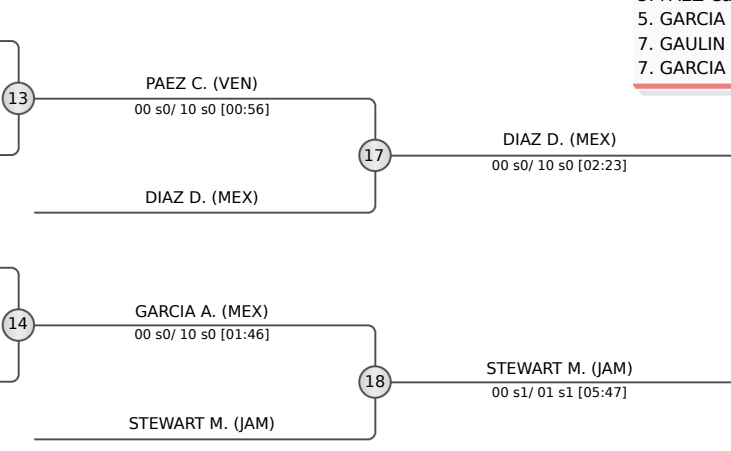 5. GARCIA
7. GAULIN
7. GARCIA
13
PAEZ C. (VEN)
00 s0/ 10 s0 [00:56]
17
DIAZ D. (MEX)
00 s0/ 10 s0 [02:23]
DIAZ D. (MEX)
14
GARCIA A. (MEX)
00 s0/ 10 s0 [01:46]
18
STEWART M. (JAM)
00 s1/ 01 s1 [05:47]
STEWART M. (JAM)